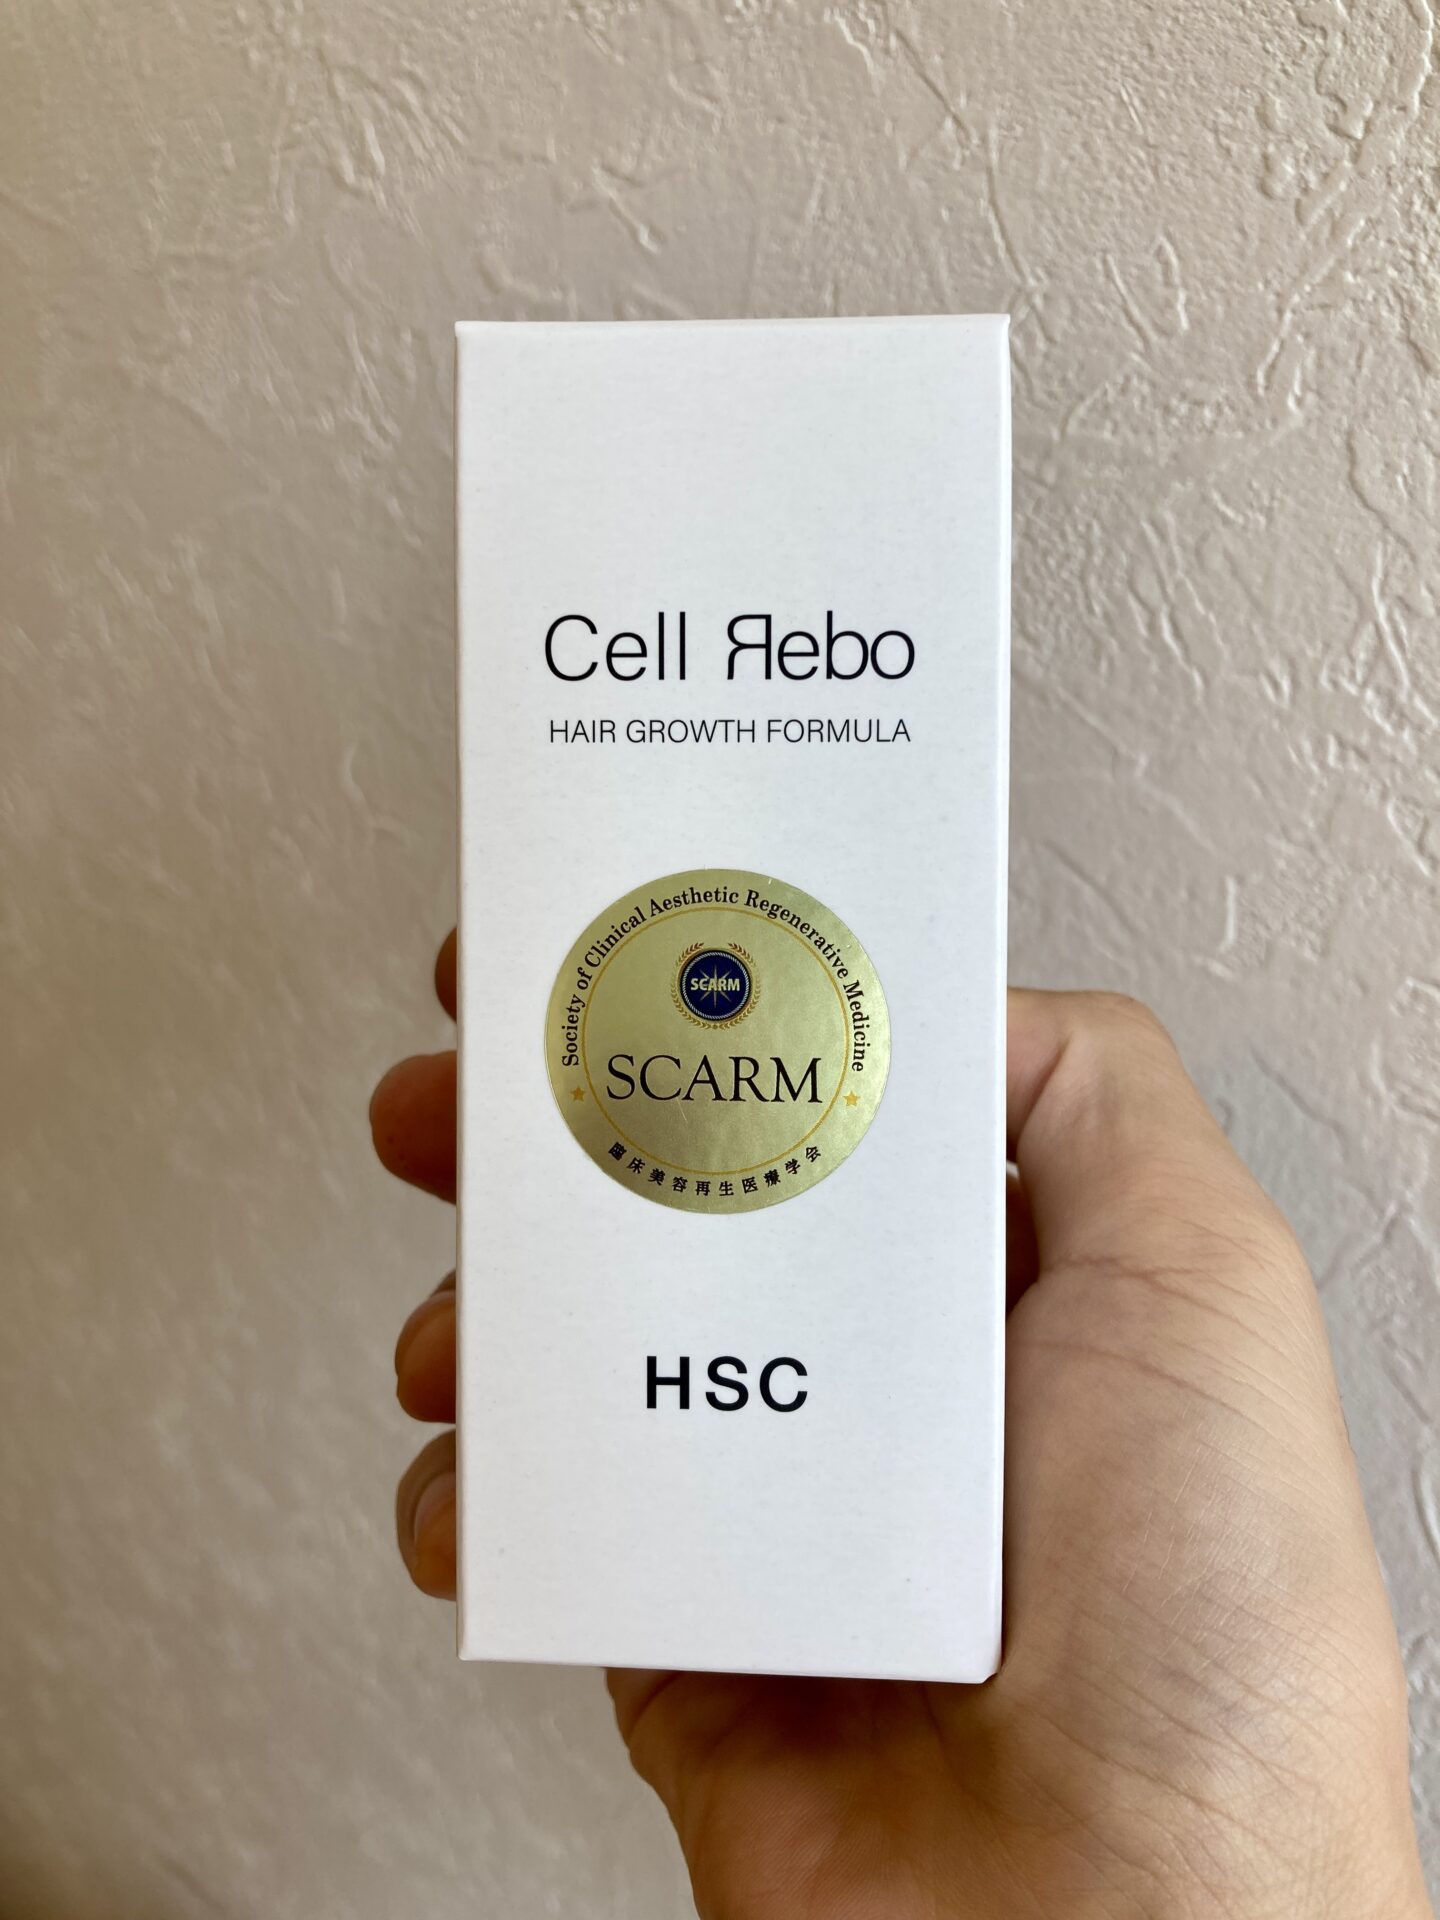 Cell Яebo
HAIR GROWTH FORMULA
Society of Clinical Aesthetic Regenerative Medicine
SCARM
SCARM
臨床美容再生医療学会
HSC